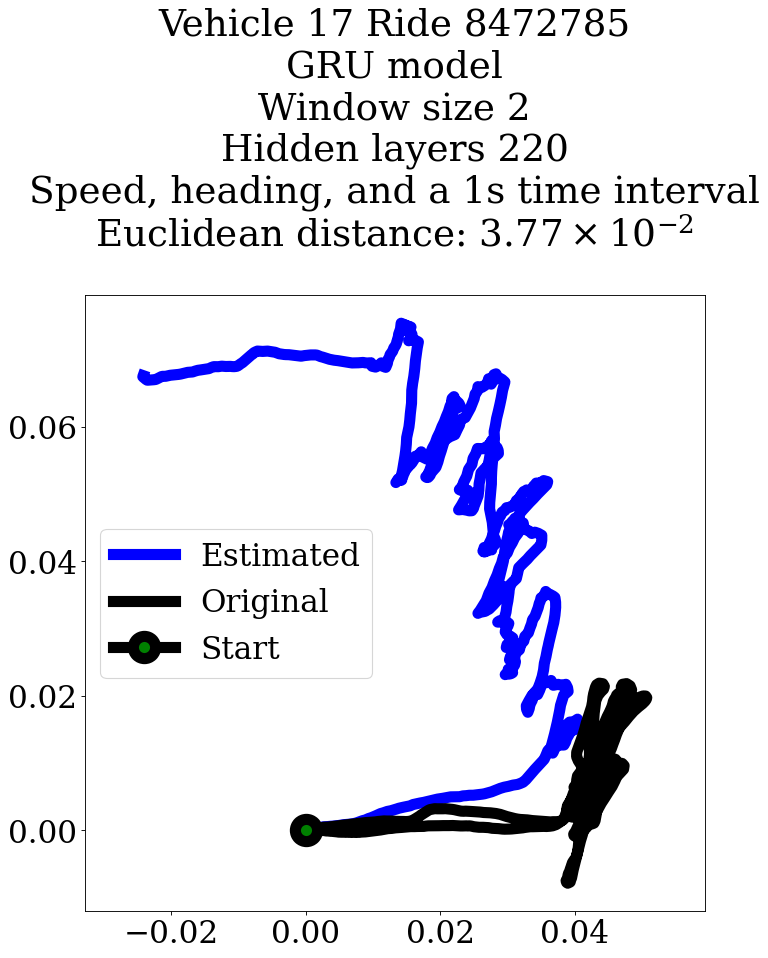 Vehicle 17 Ride 8472785
GRU model
Window size 2
Hidden layers 220
Speed, heading, and a 1s time interval
Euclidean distance: 3.77 × 10⁻²
0.06
0.04
0.02
0.00
Estimated
Original
Start
−0.02
0.00
0.02
0.04